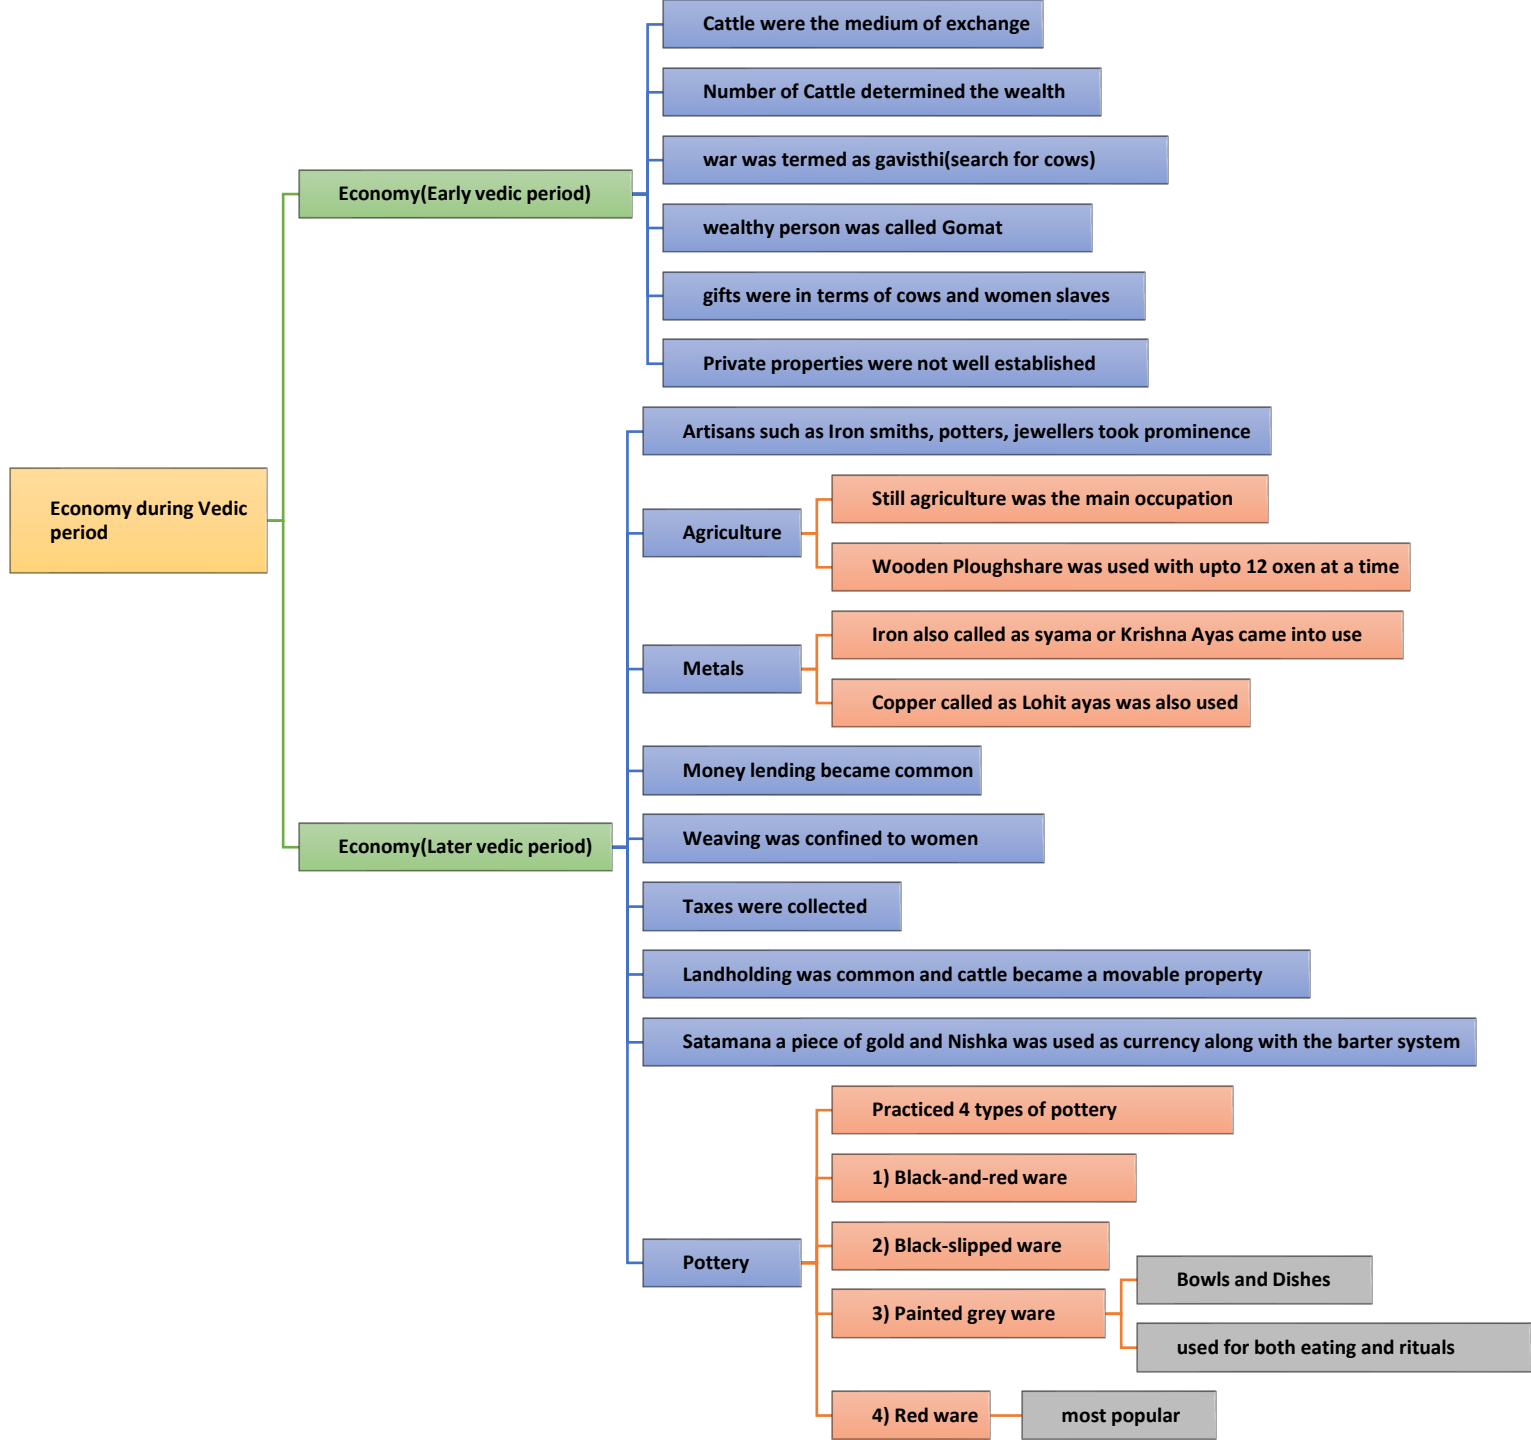 Cattle were the medium of exchange
Number of Cattle determined the wealth
war was termed as gavisthi(search for cows)
Economy(Early vedic period)
wealthy person was called Gomat
gifts were in terms of cows and women slaves
Private properties were not well established
Artisans such as Iron smiths, potters, jewellers took prominence
Economy during Vedic
period
Still agriculture was the main occupation
Agriculture
Wooden Ploughshare was used with upto 12 oxen at a time
Iron also called as syama or Krishna Ayas came into use
Metals
Copper called as Lohit ayas was also used
Money lending became common
Economy(Later vedic period)
Weaving was confined to women
Taxes were collected
Landholding was common and cattle became a movable property
Satamana a piece of gold and Nishka was used as currency along with the barter system
Practiced 4 types of pottery
1) Black-and-red ware
2) Black-slipped ware
Pottery
Bowls and Dishes
3) Painted grey ware
used for both eating and rituals
4) Red ware
most popular